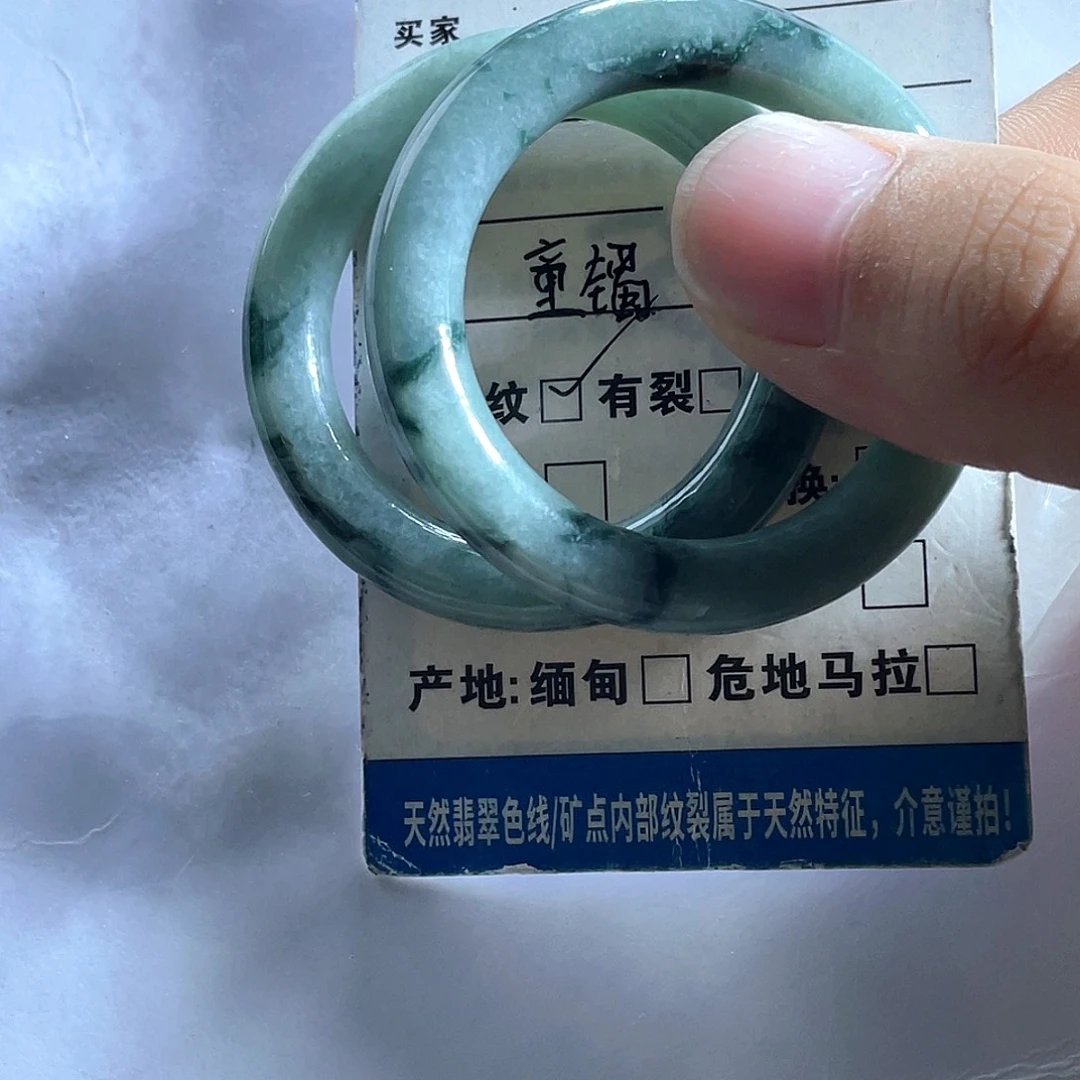 买家
童镯
纹 有裂
换:
产地:缅甸 危地马拉
天然翡翠色线/矿点内部纹裂属于天然特征，介意谨拍!